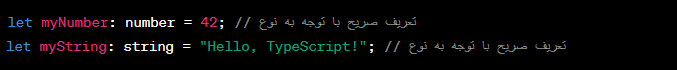 let myNumber: number = 42; // تعریف صریح با توجه به نوع
let myString: string = "Hello, TypeScript!"; // تعریف صریح با توجه به نوع